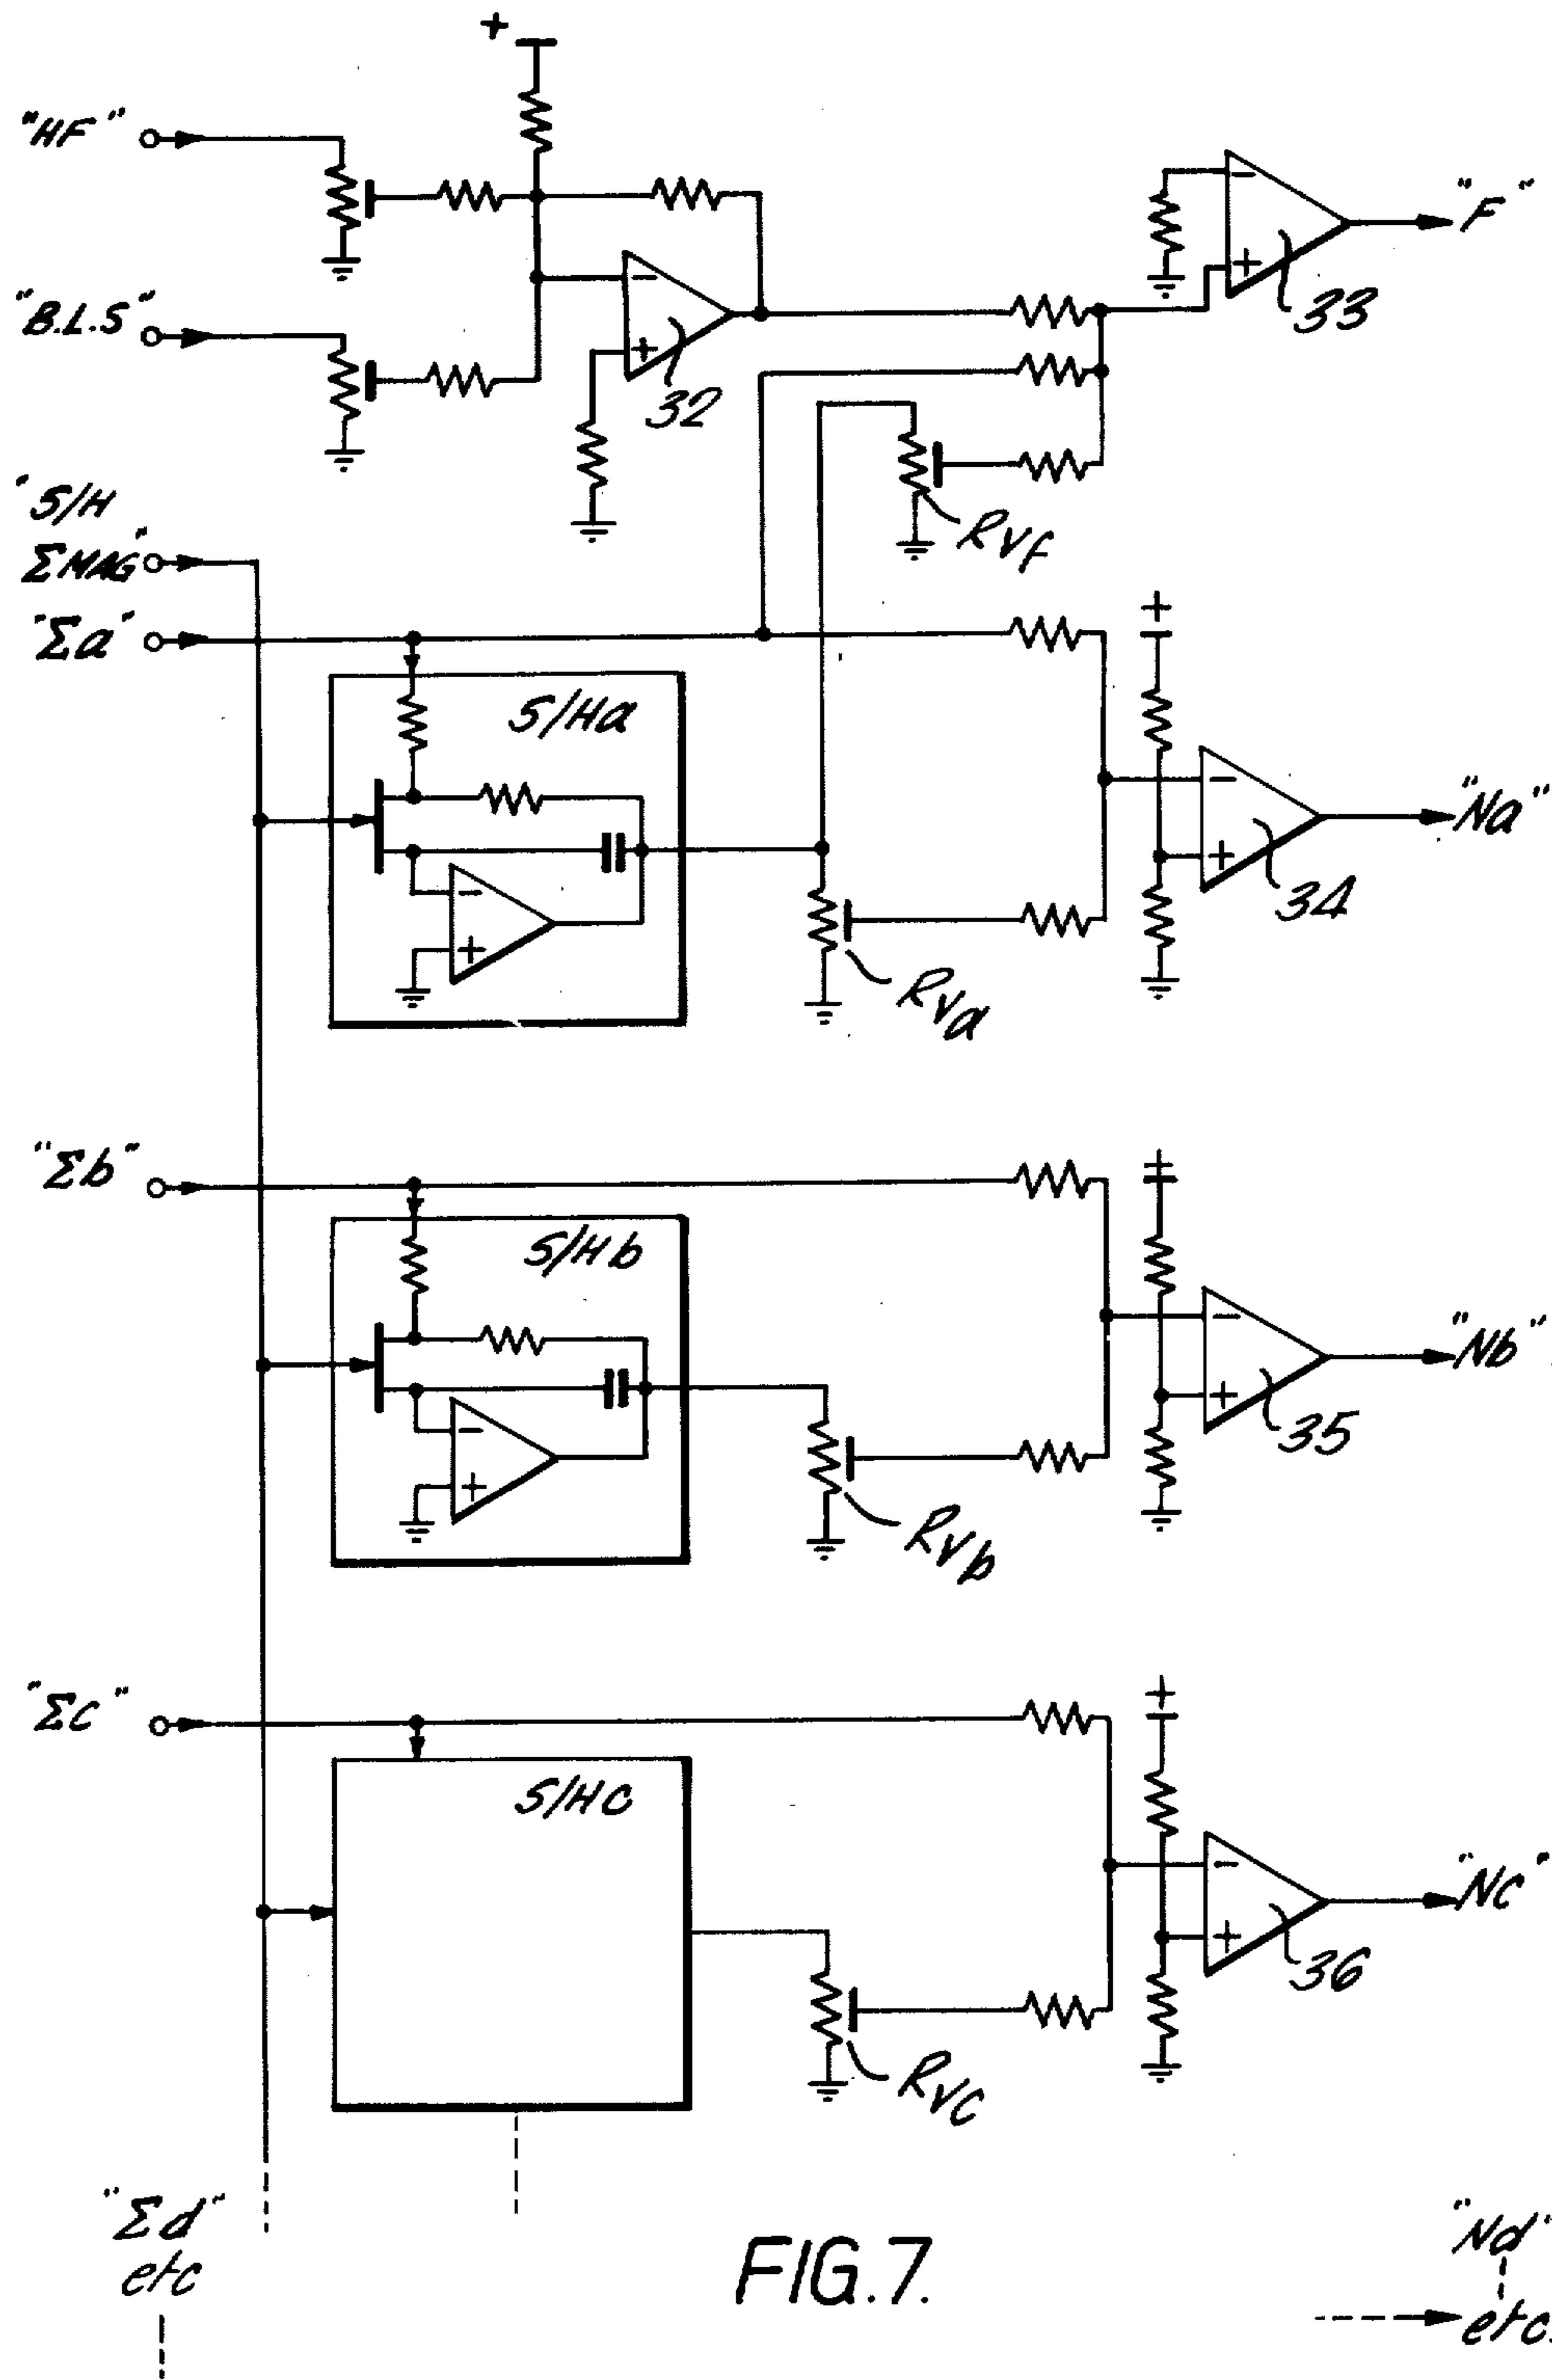 +
"HF"
"F"
-
+
33
"B.L.S"
-
+
32
RVf
"S/H
ΣMAG"
"Σa"
+
S/Ha
-
+
34
"Na"
-
+
RVa
"Σb"
+
S/Hb
-
+
35
"Nb"
-
+
RVb
"Σc"
+
S/Hc
-
+
36
"Nc"
RVc
"Σd"
etc
"Nd"
etc.
FIG.7.